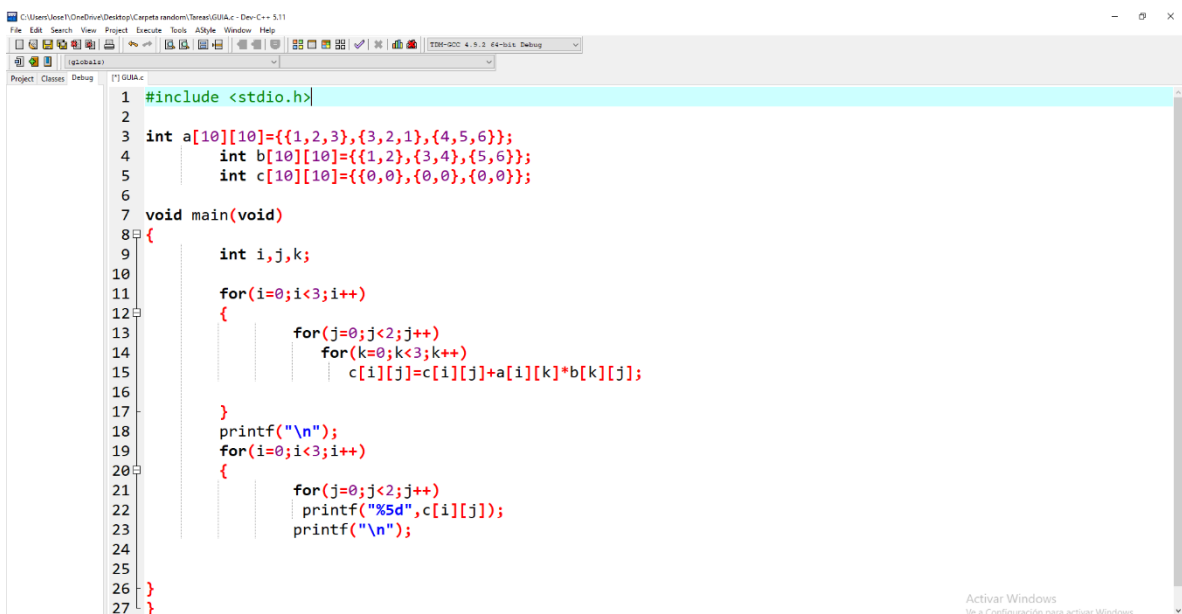 C:\Users\Jose1\OneDrive\Desktop\Carpeta random\Tareas\GUIA.c - Dev-C++ 5.11
File Edit Search View Project Execute Tools AStyle Window Help
TDM-GCC 4.9.2 64-bit Debug
(globals)
Project Classes Debug [*] GUIA.c
1 #include <stdio.h>
2
3 int a[10][10]={{1,2,3},{3,2,1},{4,5,6}};
4 int b[10][10]={{1,2},{3,4},{5,6}};
5 int c[10][10]={{0,0},{0,0},{0,0}};
6
7 void main(void)
8 {
9 int i,j,k;
10
11 for(i=0;i<3;i++)
12 {
13 for(j=0;j<2;j++)
14 for(k=0;k<3;k++)
15 c[i][j]=c[i][j]+a[i][k]*b[k][j];
16
17 }
18 printf("\n");
19 for(i=0;i<3;i++)
20 {
21 for(j=0;j<2;j++)
22 printf("%5d",c[i][j]);
23 printf("\n");
24
25
26 }
27 }
Activar Windows
Ve a Configuración para activar Windows.